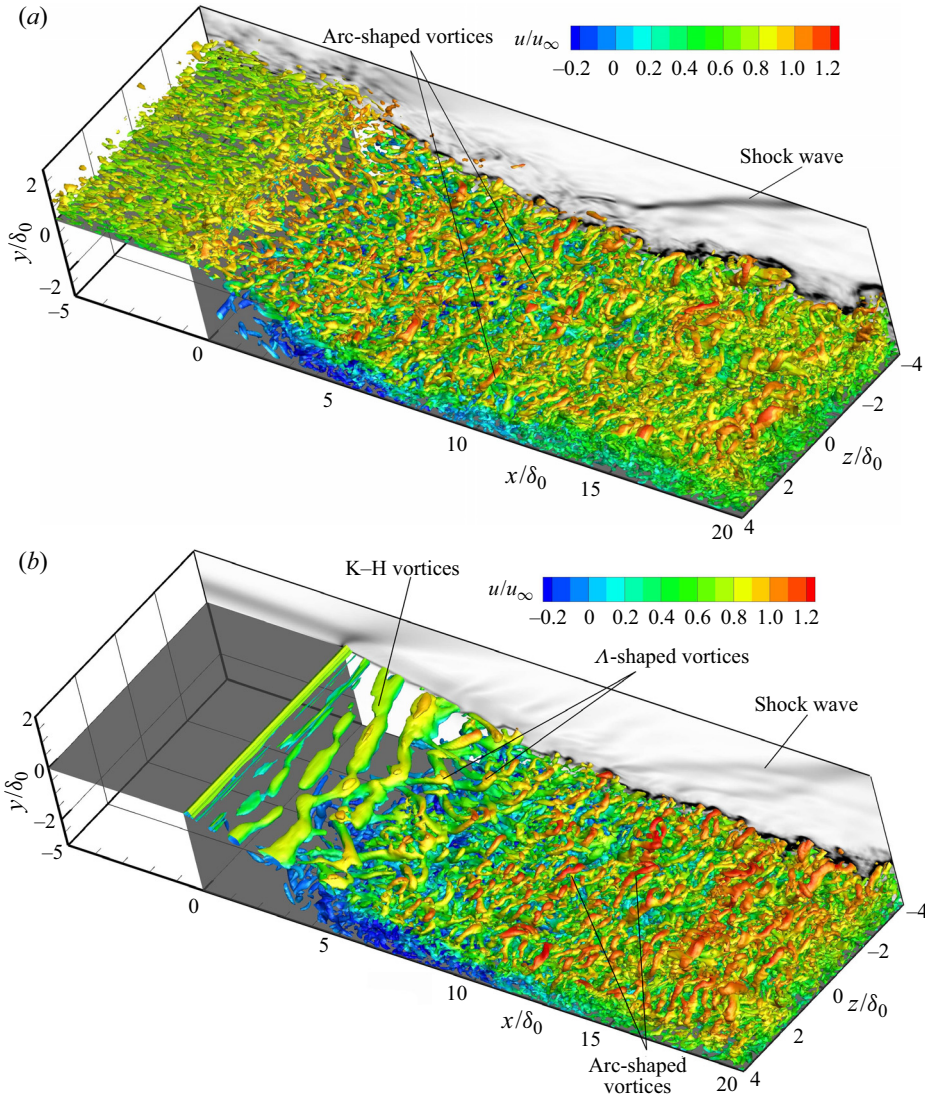 (a)
Arc-shaped vortices
u/u∞
–0.2 0 0.2 0.4 0.6 0.8 1.0 1.2
Shock wave
2
0
–2
–5
y/δ0
0
5
10
15
20
x/δ0
–4
–2
0
2
4
z/δ0
(b)
K–H vortices
u/u∞
–0.2 0 0.2 0.4 0.6 0.8 1.0 1.2
Λ-shaped vortices
Shock wave
2
0
–2
–5
y/δ0
0
5
10
15
20
x/δ0
–4
–2
0
2
4
z/δ0
Arc-shaped
vortices